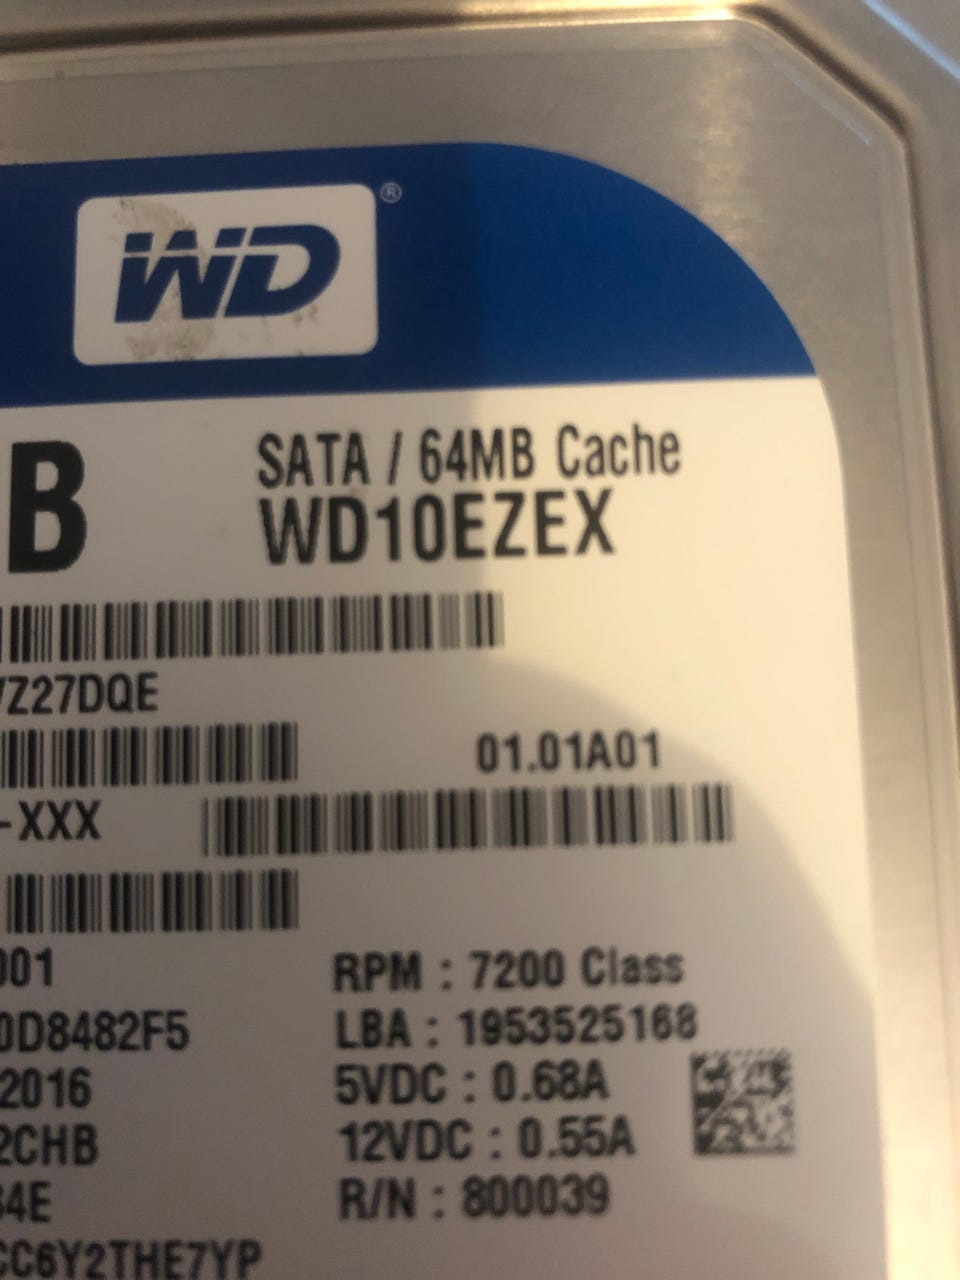 WD®
B
SATA / 64MB Cache
WD10EZEX
Z27DQE
01.01A01
-XXX
001
RPM : 7200 Class
0D8482F5
LBA : 1953525168
2016
5VDC : 0.68A
2CHB
12VDC : 0.55A
4E
R/N : 800039
CC6Y2THE7YP